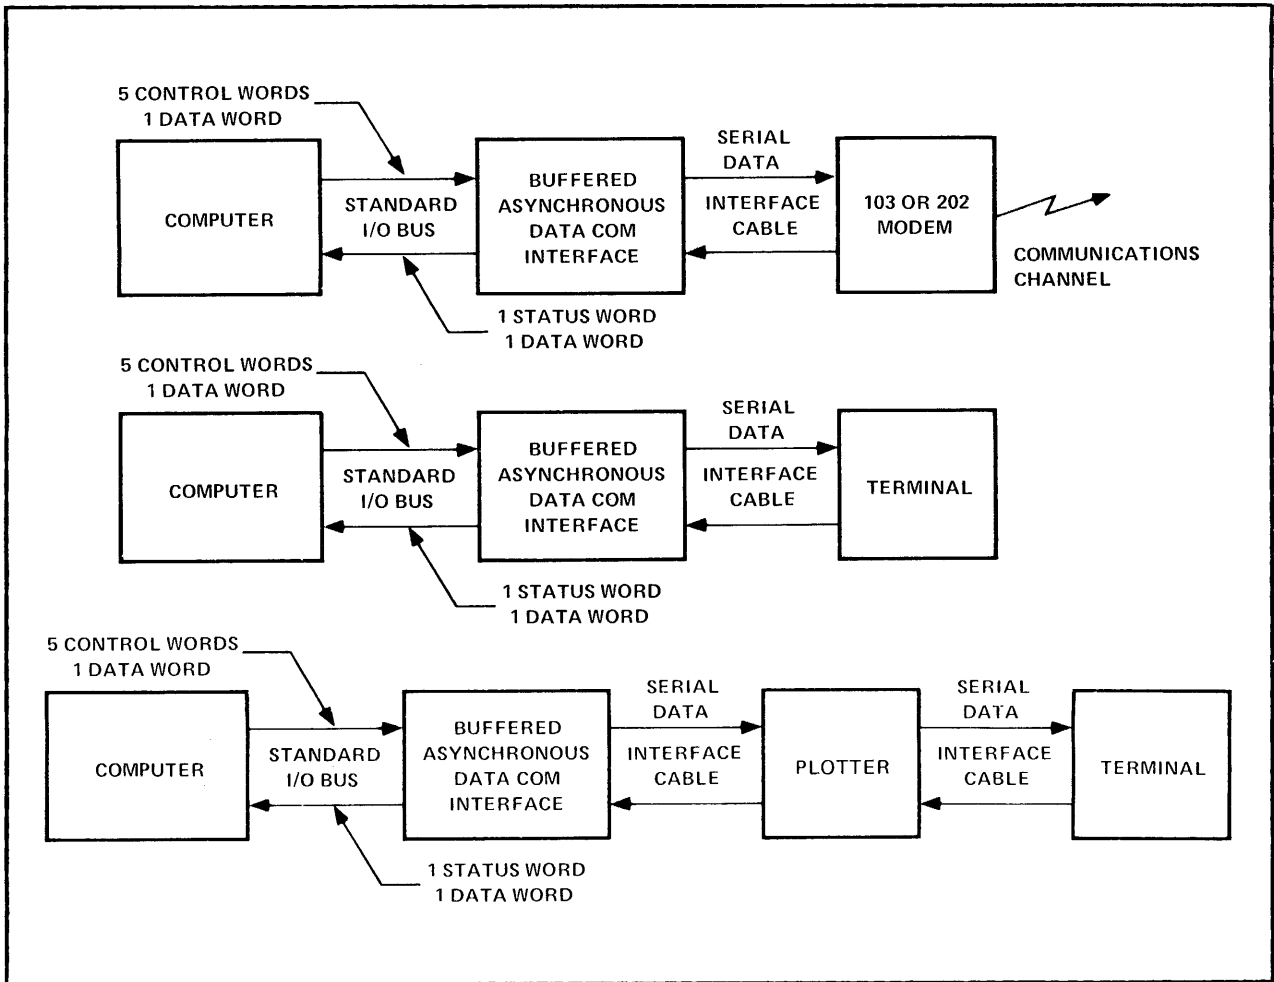 5 CONTROL WORDS
1 DATA WORD
COMPUTER
STANDARD
I/O BUS
1 STATUS WORD
1 DATA WORD
BUFFERED
ASYNCHRONOUS
DATA COM
INTERFACE
SERIAL
DATA
INTERFACE
CABLE
103 OR 202
MODEM
COMMUNICATIONS
CHANNEL
5 CONTROL WORDS
1 DATA WORD
COMPUTER
STANDARD
I/O BUS
1 STATUS WORD
1 DATA WORD
BUFFERED
ASYNCHRONOUS
DATA COM
INTERFACE
SERIAL
DATA
INTERFACE
CABLE
TERMINAL
5 CONTROL WORDS
1 DATA WORD
COMPUTER
STANDARD
I/O BUS
1 STATUS WORD
1 DATA WORD
BUFFERED
ASYNCHRONOUS
DATA COM
INTERFACE
SERIAL
DATA
INTERFACE
CABLE
PLOTTER
SERIAL
DATA
INTERFACE
CABLE
TERMINAL